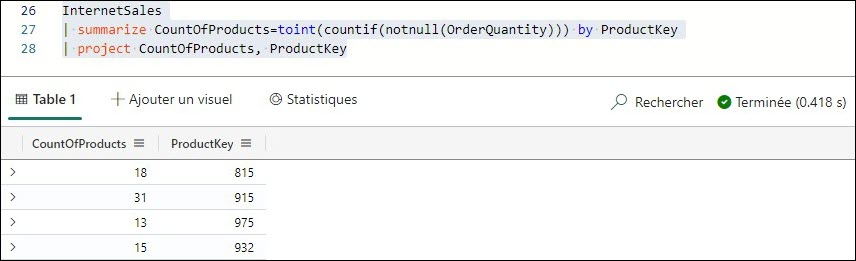 26 InternetSales
27 | summarize CountOfProducts=toint(countif(notnull(OrderQuantity))) by ProductKey
28 | project CountOfProducts, ProductKey
Table 1 Ajouter un visuel Statistiques Rechercher Terminée (0.418 s)
CountOfProducts ProductKey
18 815
31 915
13 975
15 932